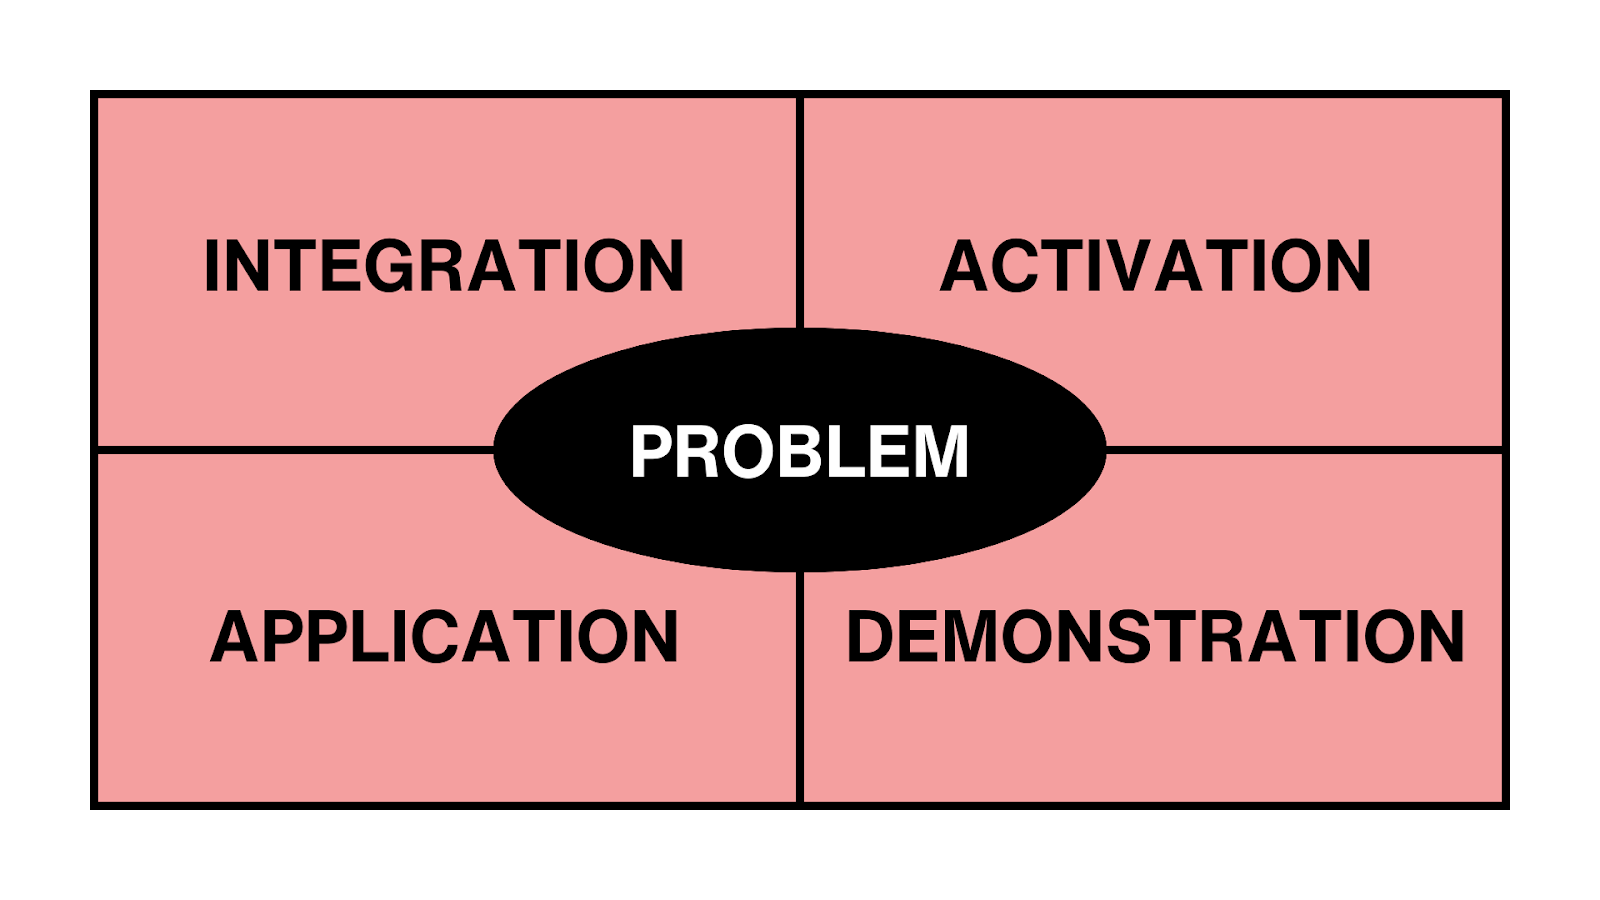 INTEGRATION
ACTIVATION
PROBLEM
APPLICATION
DEMONSTRATION